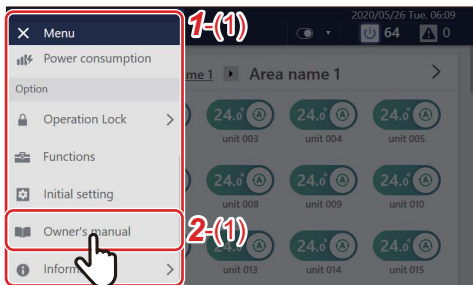 2020/05/26 Tue. 06:09
1-(1)
Menu
64
0
Power consumption
me 1
Area name 1
Option
Operation Lock
24.0 A
24.0 A
24.0 A
unit 003
unit 004
unit 005
Functions
24.0 A
24.0 A
24.0 A
Initial setting
unit 008
unit 009
unit 010
Owner's manual
2-(1)
24.0 A
24.0 A
24.0 A
Inform
unit 013
unit 014
unit 015